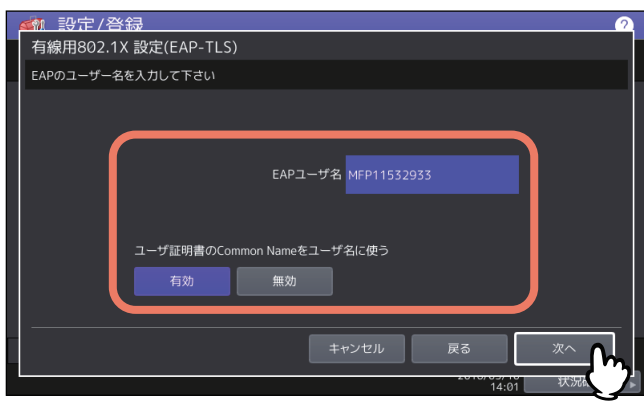 設定/登録
?
有線用802.1X 設定(EAP-TLS)
EAPのユーザー名を入力して下さい
EAPユーザ名 MFP11532933
ユーザ証明書のCommon Nameをユーザ名に使う
有効 無効
キャンセル 戻る 次へ
14:01